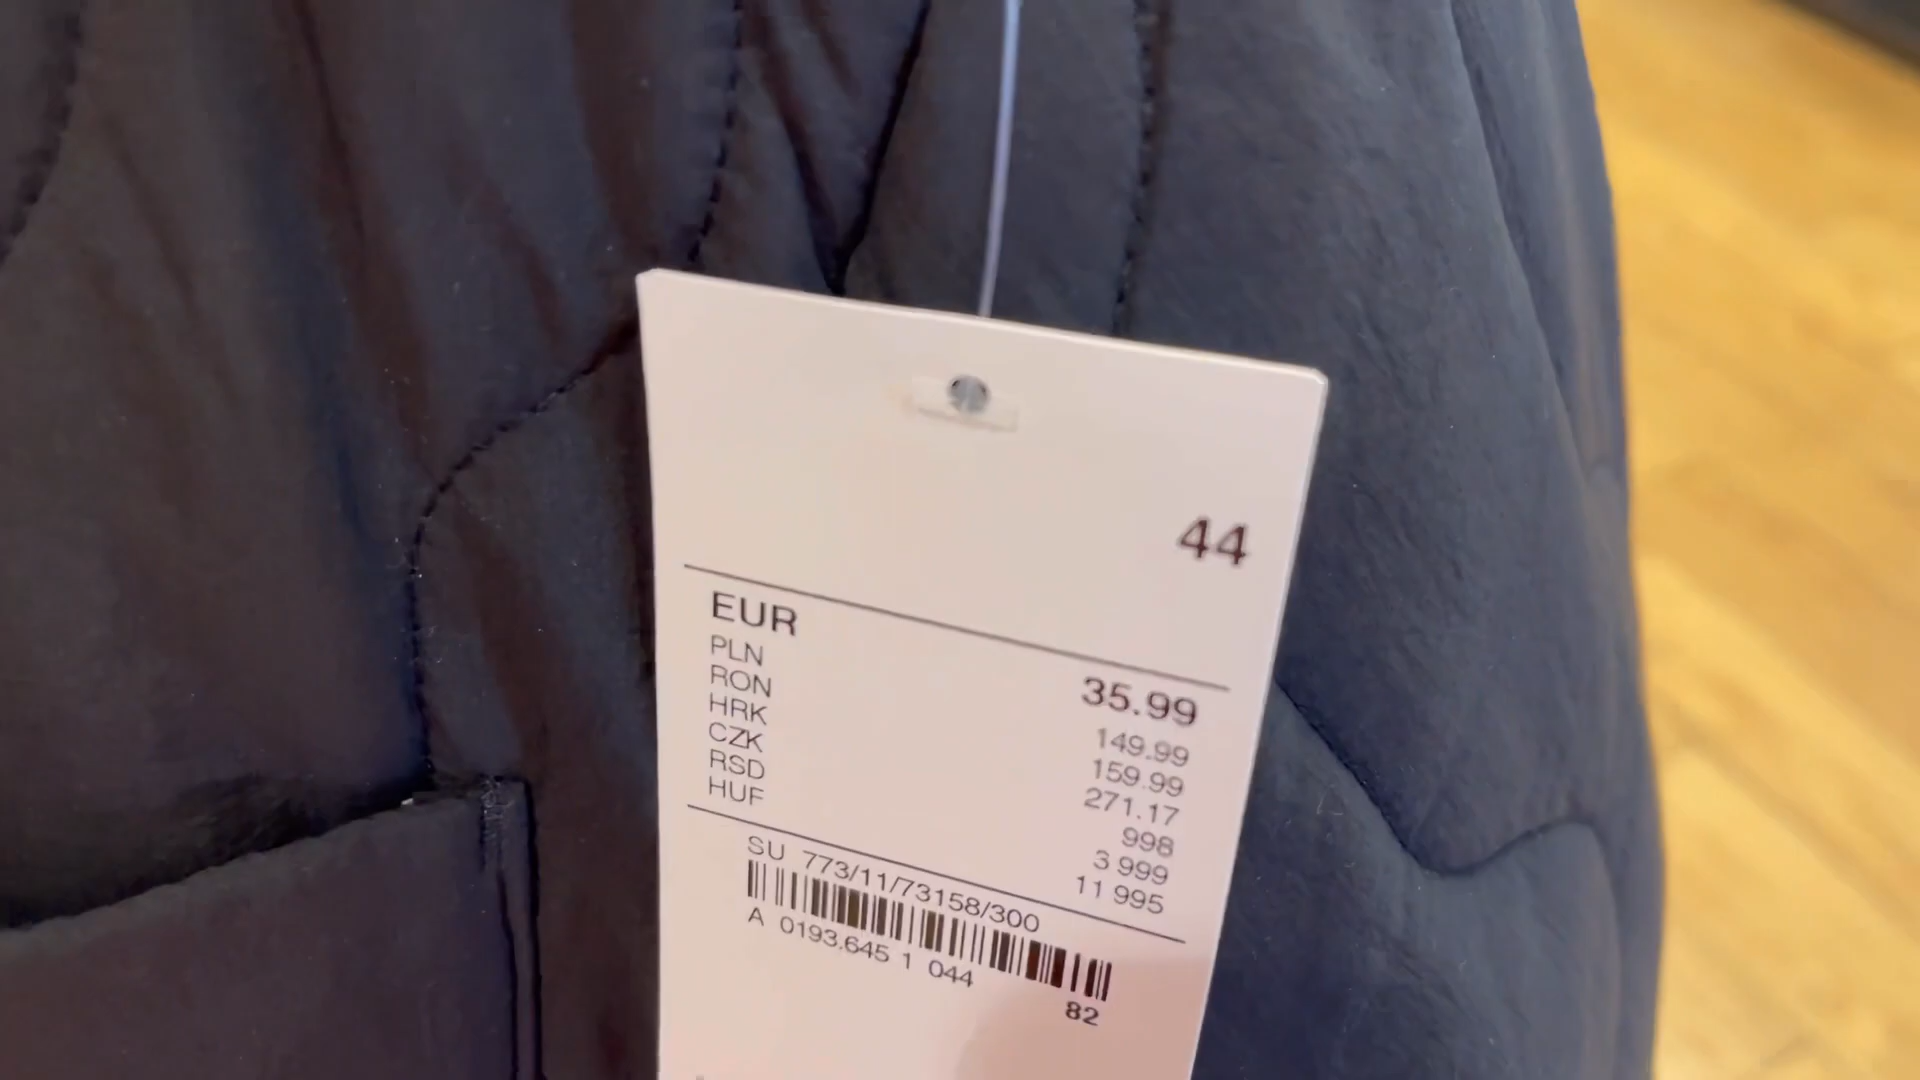 44
EUR 35.99
PLN 149.99
RON 159.99
HRK 271.17
CZK 998
RSD 3 999
HUF 11 995
SU 773/11/73158/300
A 0193.645 1 044
82